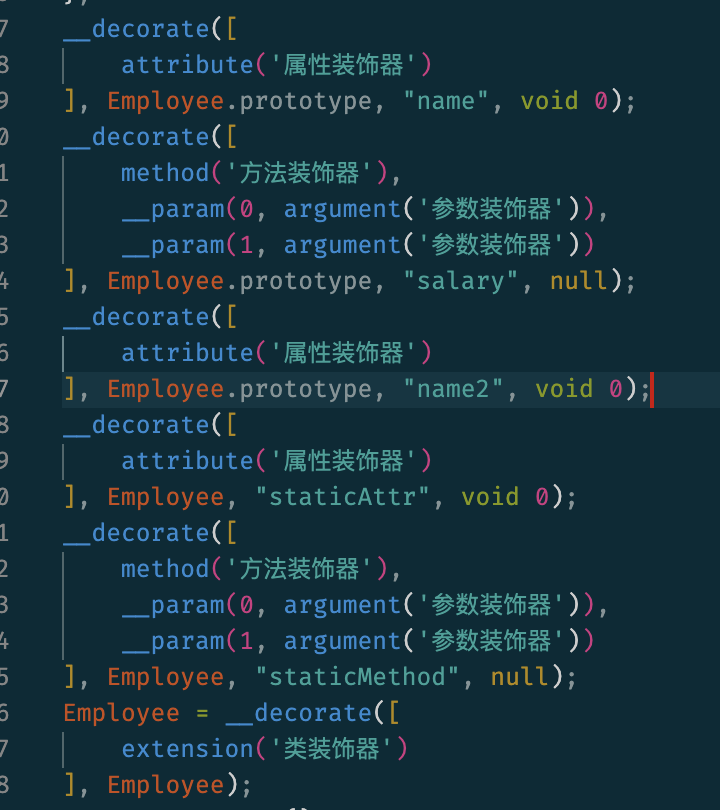 7 __decorate([
8     attribute('属性装饰器')
9 ], Employee.prototype, "name", void 0);
0 __decorate([
1     method('方法装饰器'),
2     __param(0, argument('参数装饰器')),
3     __param(1, argument('参数装饰器'))
4 ], Employee.prototype, "salary", null);
5 __decorate([
6     attribute('属性装饰器')
7 ], Employee.prototype, "name2", void 0);
8 __decorate([
9     attribute('属性装饰器')
0 ], Employee, "staticAttr", void 0);
1 __decorate([
2     method('方法装饰器'),
3     __param(0, argument('参数装饰器')),
4     __param(1, argument('参数装饰器'))
5 ], Employee, "staticMethod", null);
6 Employee = __decorate([
7     extension('类装饰器')
8 ], Employee);